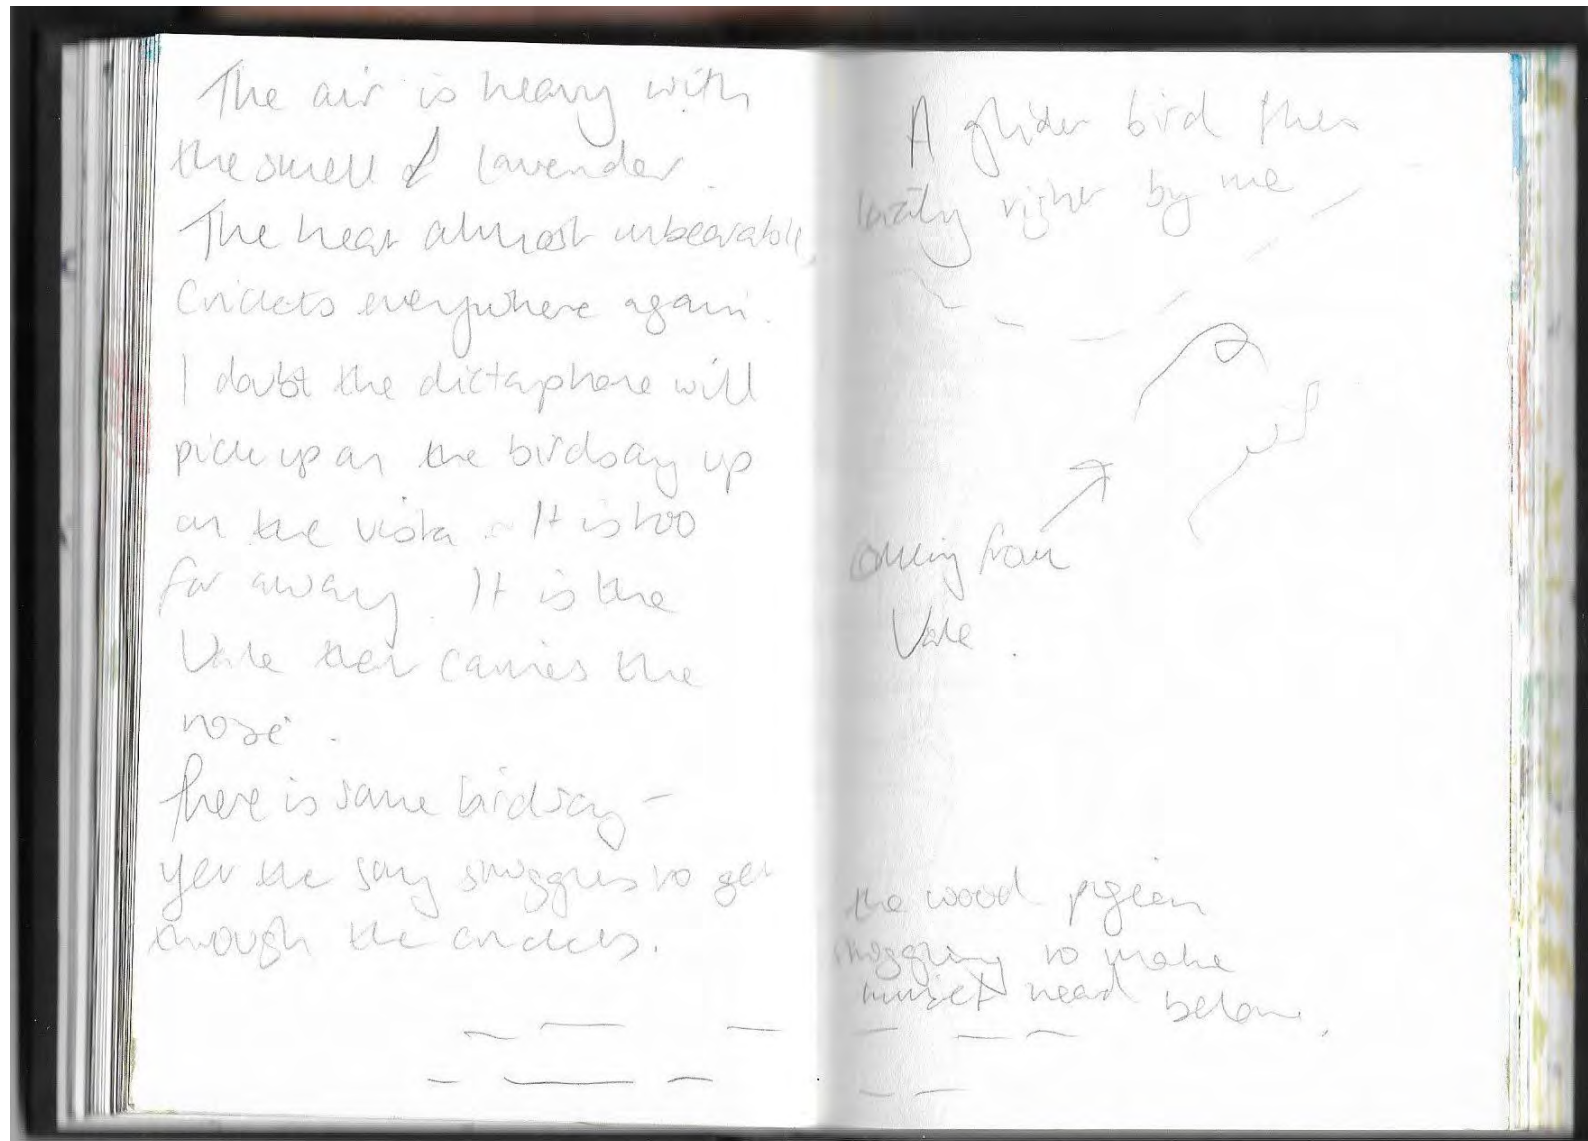 The air is heavy with
the smell of lavender.
The heat almost unbearable.
Crickets everywhere again.
I doubt the dictaphone will
pick up on the birdsong up
on the vista. It is too
far away. It is the
Vale that carries the
noise.
There is some birdsong –
yet the song struggles to get
through the crickets.
A glider bird flies
right by me
coming from
Vale.
the wood pigeon
struggling to make
himself heard below.